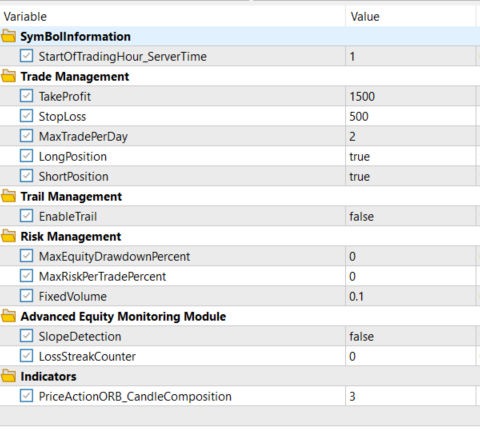 Variable Value
SymBolInformation
StartOfTradingHour_ServerTime 1
Trade Management
TakeProfit 1500
StopLoss 500
MaxTradePerDay 2
LongPosition true
ShortPosition true
Trail Management
EnableTrail false
Risk Management
MaxEquityDrawdownPercent 0
MaxRiskPerTradePercent 0
FixedVolume 0.1
Advanced Equity Monitoring Module
SlopeDetection false
LossStreakCounter 0
Indicators
PriceActionORB_CandleComposition 3